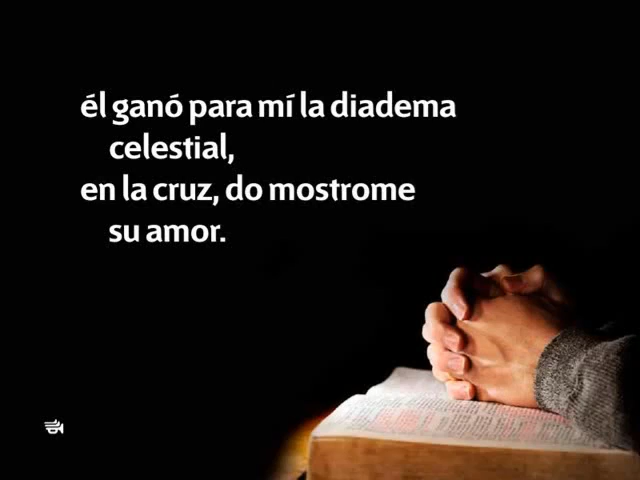 él ganó para mí la diadema
celestial,
en la cruz, do mostrome
su amor.